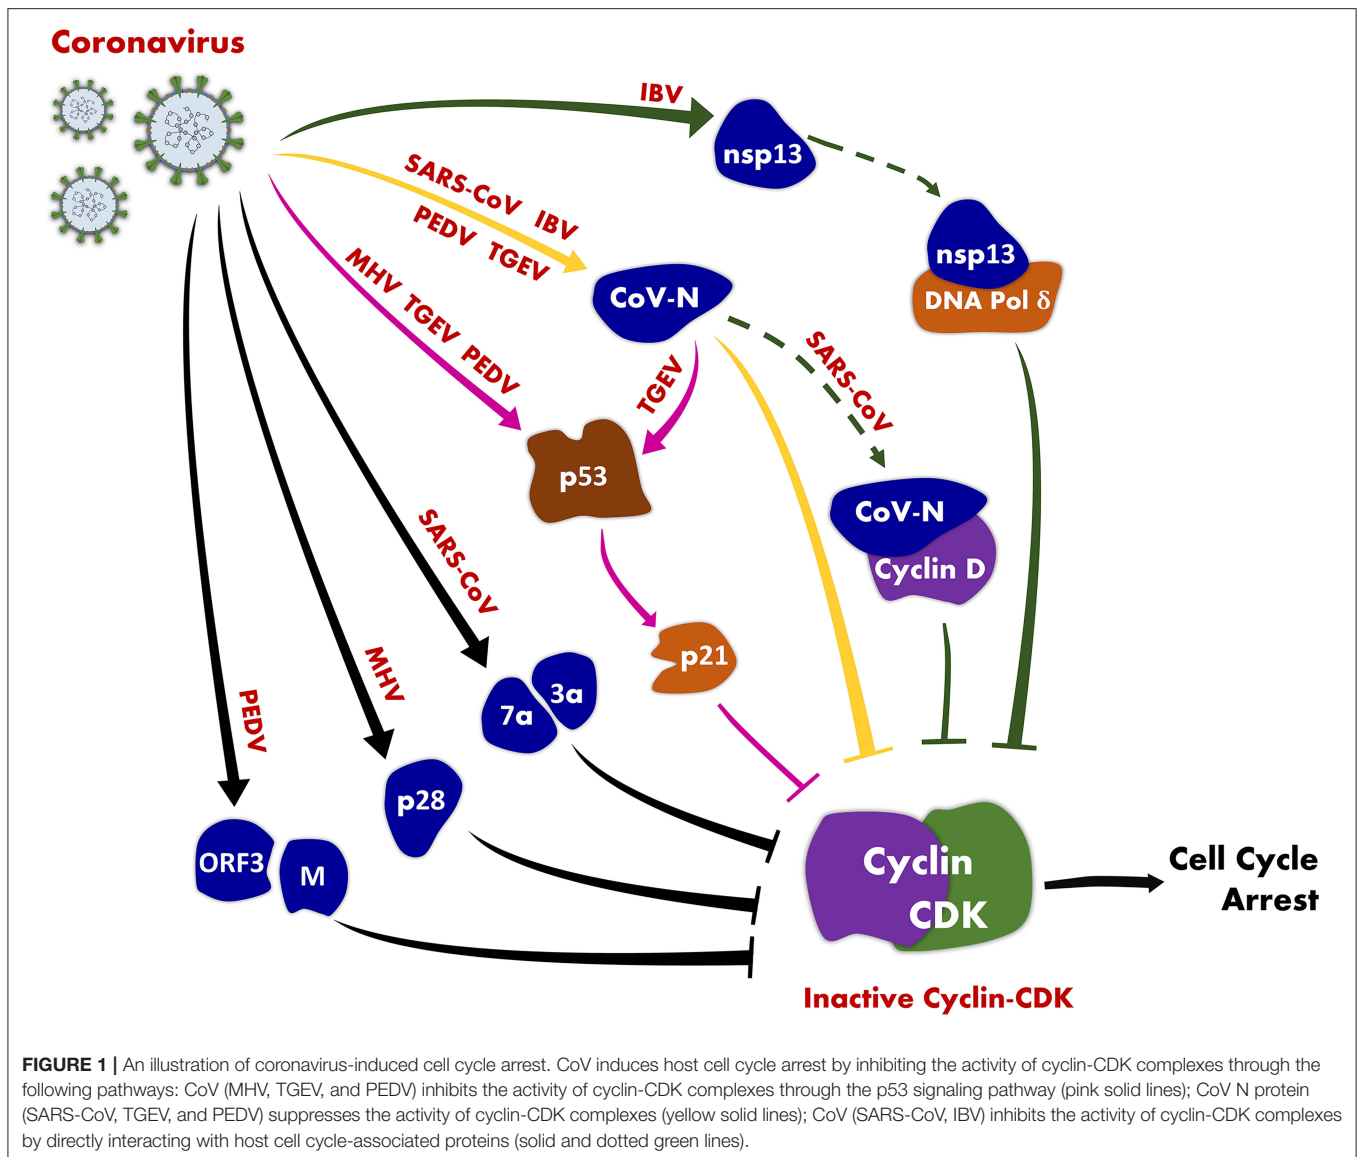 Coronavirus
IBV
nsp13
SARS-CoV IBV
PEDV TGEV
nsp13
DNA Pol δ
MHV TGEV PEDV
CoV-N
TGEV
SARS-CoV
p53
CoV-N
Cyclin D
SARS-CoV
p21
MHV
3a
7a
PEDV
p28
ORF3
M
Cyclin
CDK
Cell Cycle
Arrest
Inactive Cyclin-CDK
FIGURE 1 | An illustration of coronavirus-induced cell cycle arrest. CoV induces host cell cycle arrest by inhibiting the activity of cyclin-CDK complexes through the
following pathways: CoV (MHV, TGEV, and PEDV) inhibits the activity of cyclin-CDK complexes through the p53 signaling pathway (pink solid lines); CoV N protein
(SARS-CoV, TGEV, and PEDV) suppresses the activity of cyclin-CDK complexes (yellow solid lines); CoV (SARS-CoV, IBV) inhibits the activity of cyclin-CDK complexes
by directly interacting with host cell cycle-associated proteins (solid and dotted green lines).